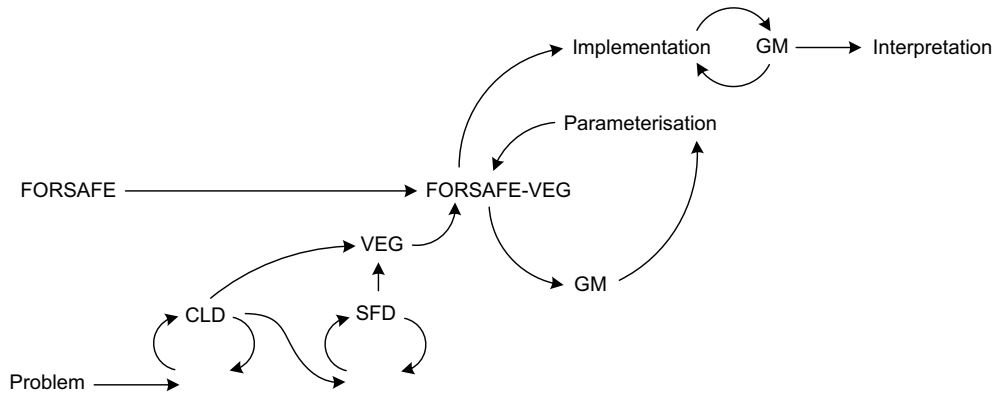 Implementation
GM
Interpretation
Parameterisation
FORSAFE
FORSAFE-VEG
VEG
GM
CLD
SFD
Problem